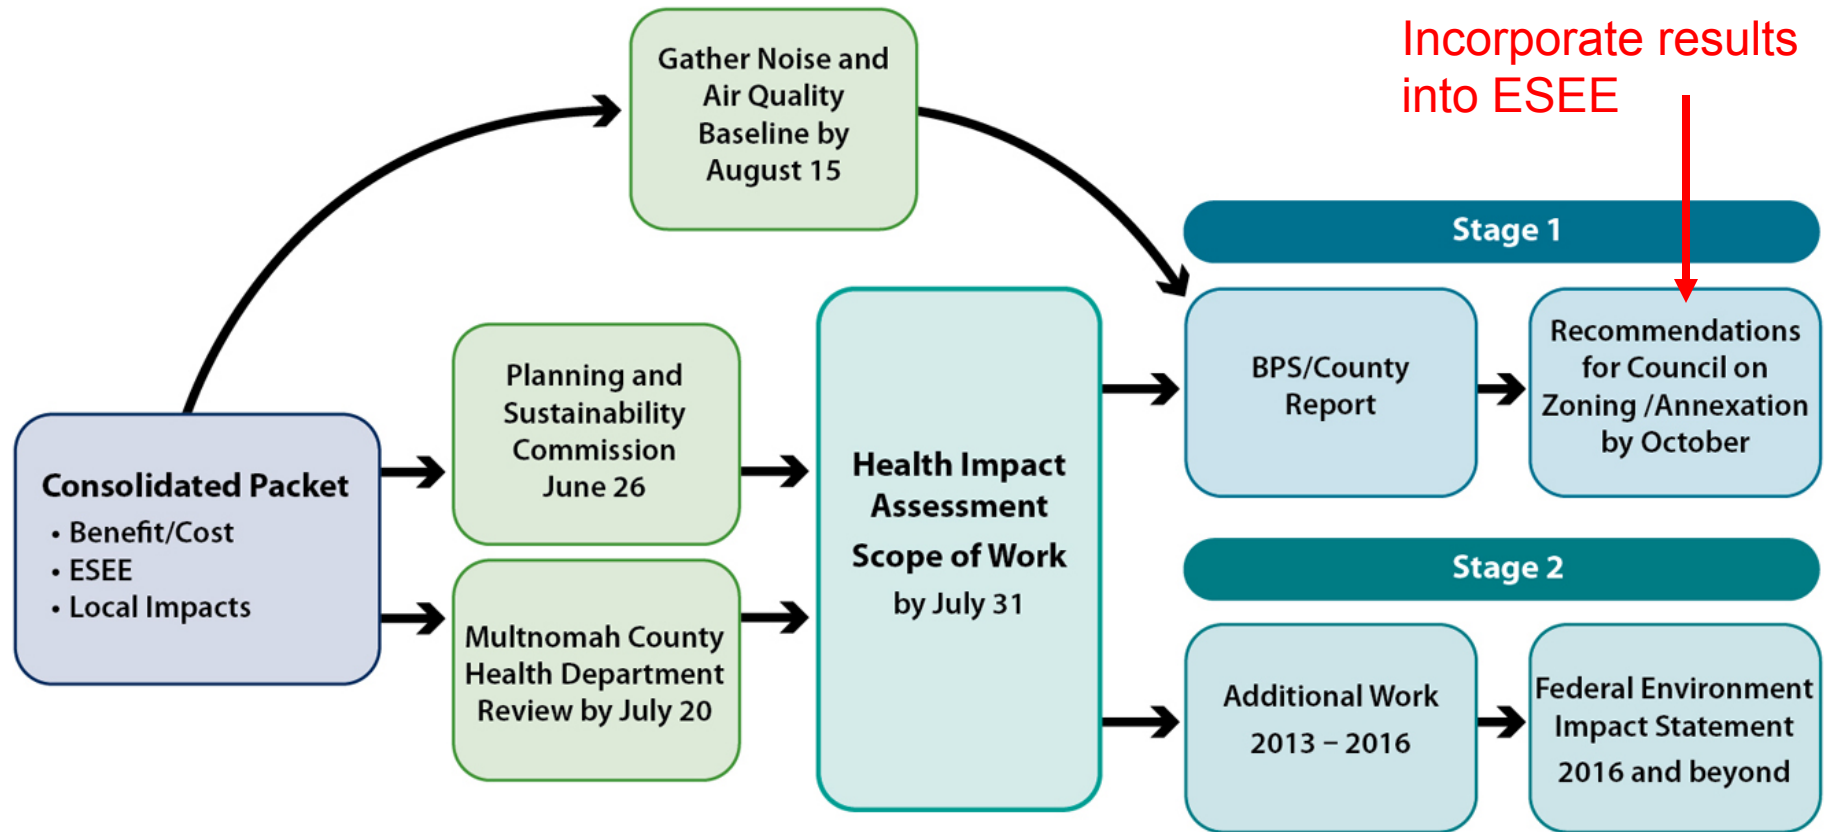 Gather Noise and
Air Quality
Baseline by
August 15
Incorporate results
into ESEE
Consolidated Packet
• Benefit/Cost
• ESEE
• Local Impacts
Planning and
Sustainability
Commission
June 26
Multnomah County
Health Department
Review by July 20
Health Impact
Assessment
Scope of Work
by July 31
Stage 1
BPS/County
Report
Recommendations
for Council on
Zoning /Annexation
by October
Stage 2
Additional Work
2013 – 2016
Federal Environment
Impact Statement
2016 and beyond